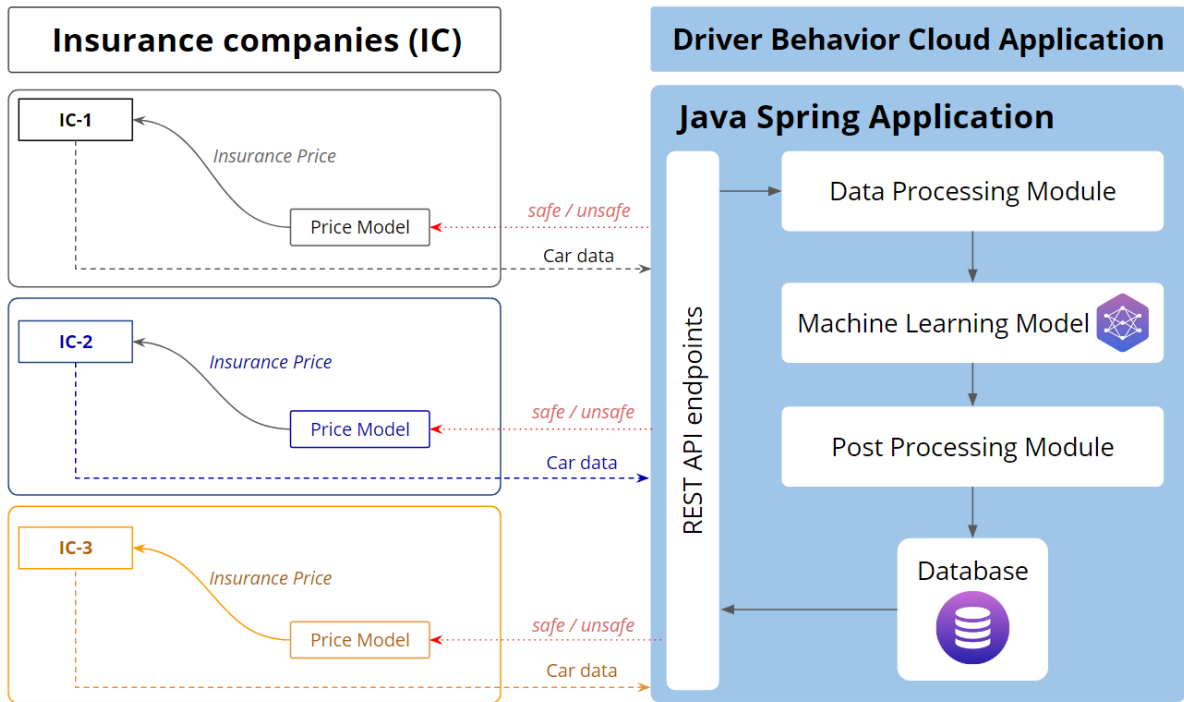 Insurance companies (IC)
Driver Behavior Cloud Application
IC-1
Insurance Price
Price Model
safe / unsafe
Car data
IC-2
Insurance Price
Price Model
safe / unsafe
Car data
IC-3
Insurance Price
Price Model
safe / unsafe
Car data
Java Spring Application
REST API endpoints
Data Processing Module
Machine Learning Model
Post Processing Module
Database